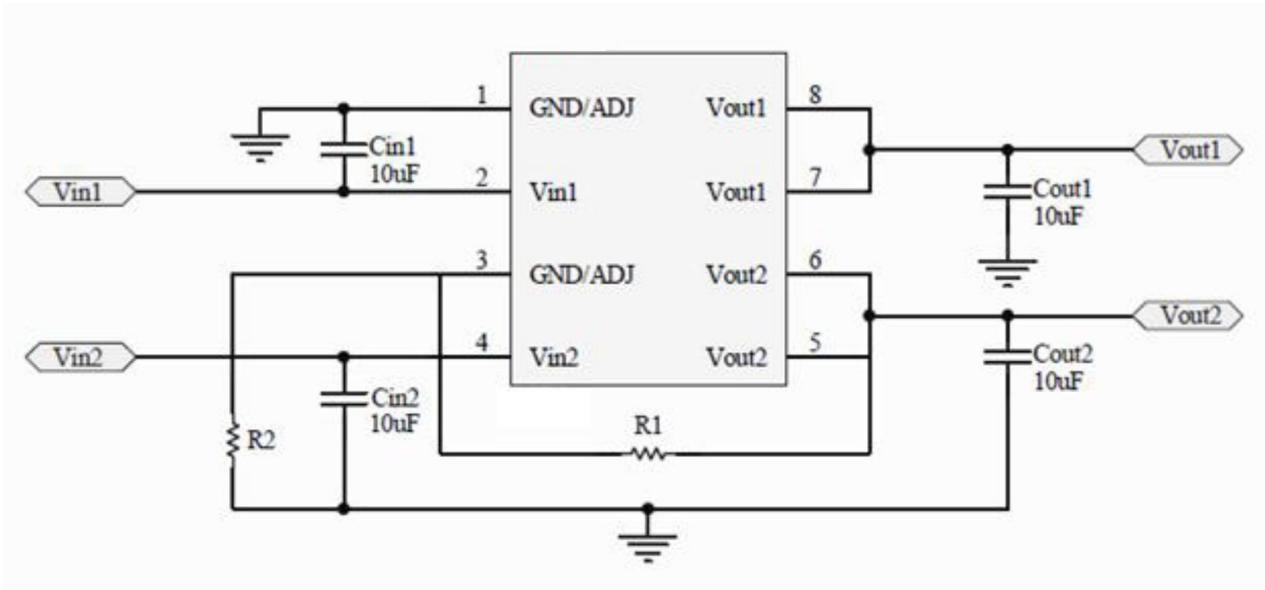 1 GND/ADJ Vout1 8
Cin1
10uF
Vin1
2 Vin1 Vout1 7
Vout1
Cout1
10uF
3 GND/ADJ Vout2 6
Vout2
Vin2
4 Vin2 Vout2 5
Cout2
10uF
Cin2
10uF
R2
R1